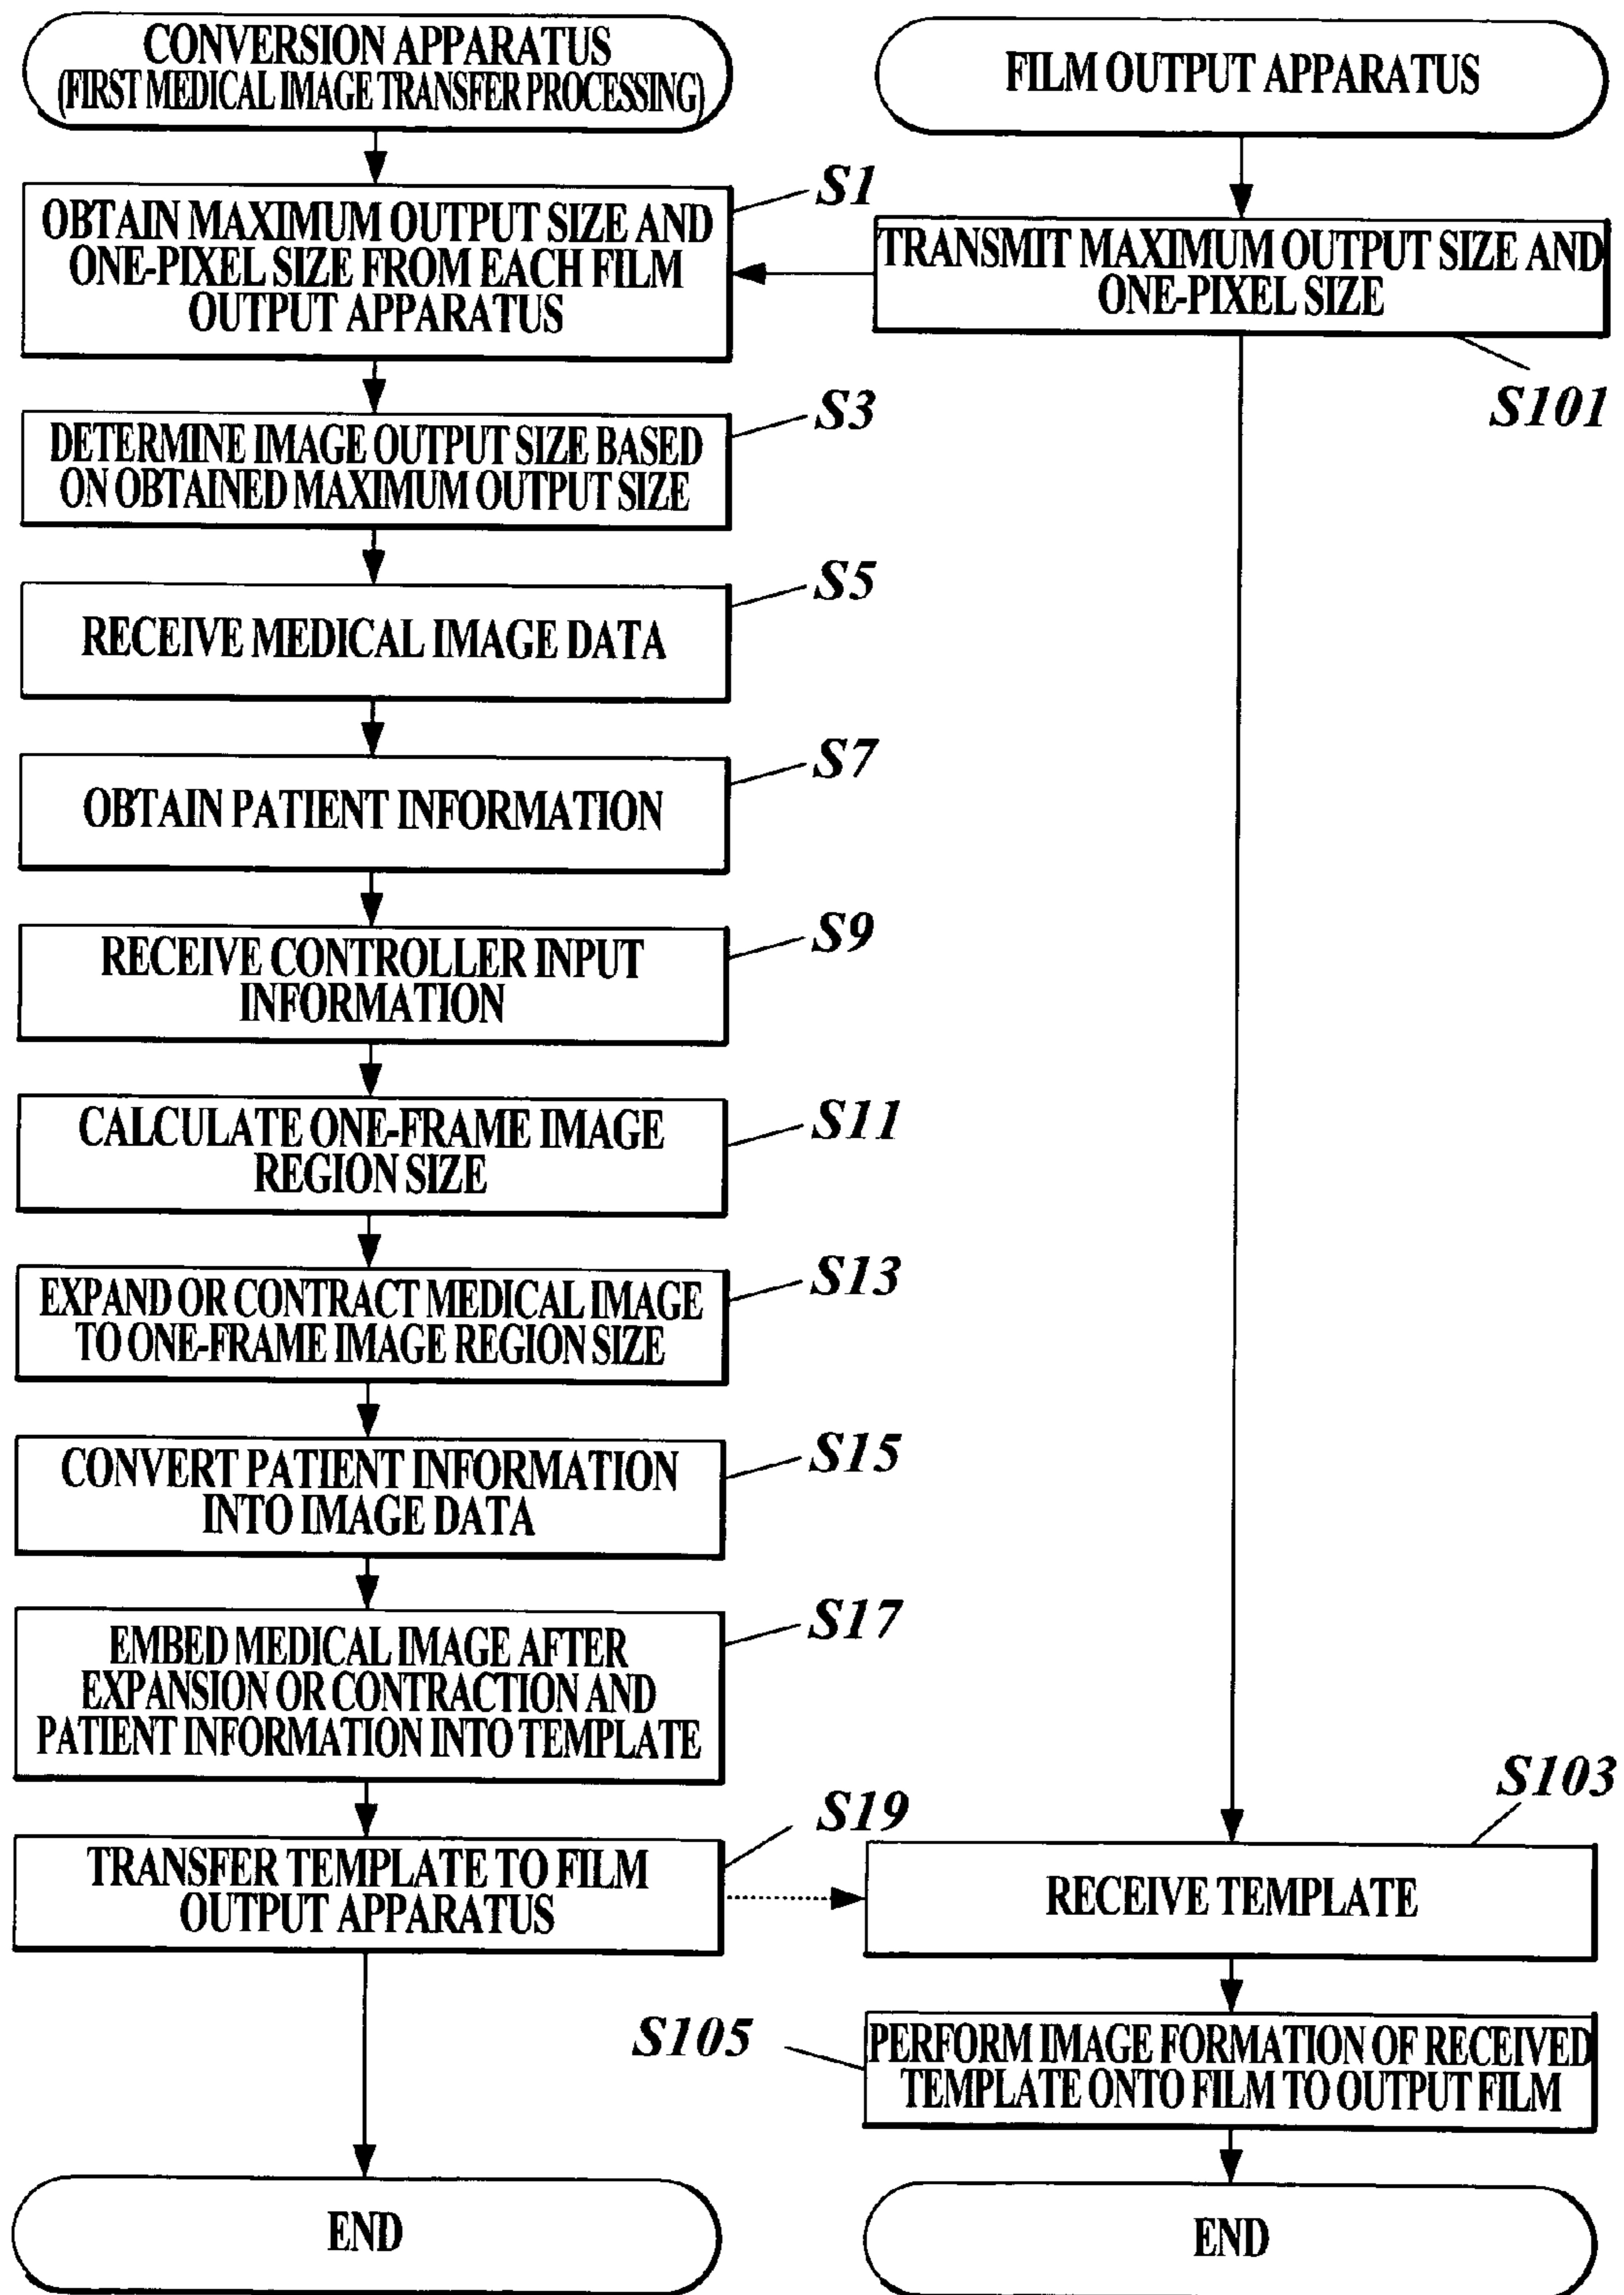 CONVERSION APPARATUS
(FIRST MEDICAL IMAGE TRANSFER PROCESSING)
FILM OUTPUT APPARATUS
S1
OBTAIN MAXIMUM OUTPUT SIZE AND
ONE-PIXEL SIZE FROM EACH FILM
OUTPUT APPARATUS
TRANSMIT MAXIMUM OUTPUT SIZE AND
ONE-PIXEL SIZE
S101
S3
DETERMINE IMAGE OUTPUT SIZE BASED
ON OBTAINED MAXIMUM OUTPUT SIZE
S5
RECEIVE MEDICAL IMAGE DATA
S7
OBTAIN PATIENT INFORMATION
S9
RECEIVE CONTROLLER INPUT
INFORMATION
S11
CALCULATE ONE-FRAME IMAGE
REGION SIZE
S13
EXPAND OR CONTRACT MEDICAL IMAGE
TO ONE-FRAME IMAGE REGION SIZE
S15
CONVERT PATIENT INFORMATION
INTO IMAGE DATA
S17
EMBED MEDICAL IMAGE AFTER
EXPANSION OR CONTRACTION AND
PATIENT INFORMATION INTO TEMPLATE
S19
TRANSFER TEMPLATE TO FILM
OUTPUT APPARATUS
S103
RECEIVE TEMPLATE
S105
PERFORM IMAGE FORMATION OF RECEIVED
TEMPLATE ONTO FILM TO OUTPUT FILM
END
END